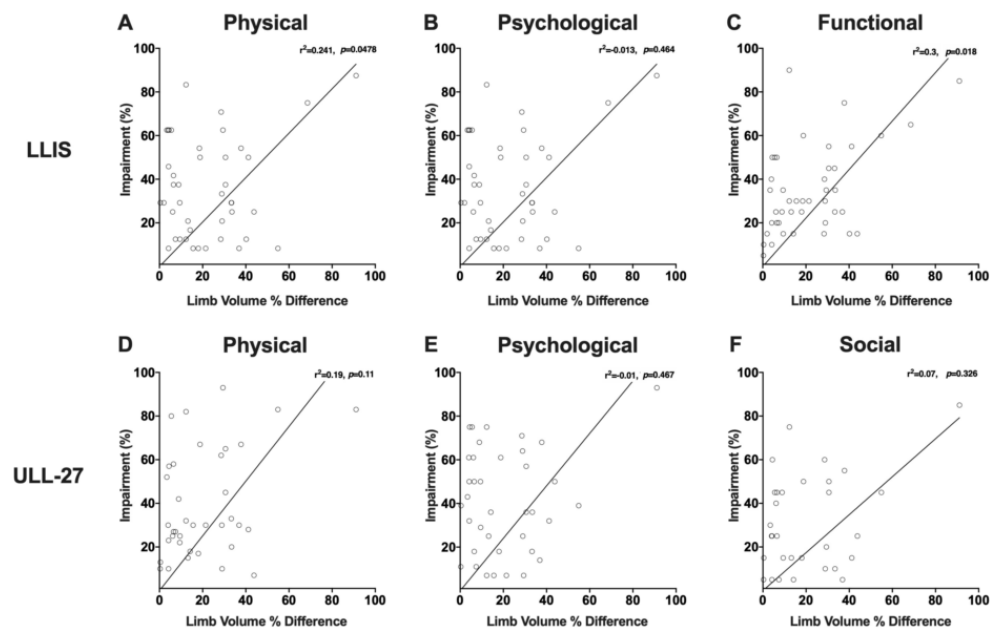 A Physical
B Psychological
C Functional
r²=0.241, p=0.0478
r²=-0.013, p=0.464
r²=0.3, p=0.018
LLIS
Impairment (%)
100
80
60
40
20
0 20 40 60 80 100
Limb Volume % Difference
Impairment (%)
100
80
60
40
20
0 20 40 60 80 100
Limb Volume % Difference
Impairment (%)
100
80
60
40
20
0 20 40 60 80 100
Limb Volume % Difference
D Physical
E Psychological
F Social
r²=0.19, p=0.11
r²=-0.01, p=0.467
r²=0.07, p=0.326
ULL-27
Impairment (%)
100
80
60
40
20
0 20 40 60 80 100
Limb Volume % Difference
Impairment (%)
100
80
60
40
20
0 20 40 60 80 100
Limb Volume % Difference
Impairment (%)
100
80
60
40
20
0 20 40 60 80 100
Limb Volume % Difference